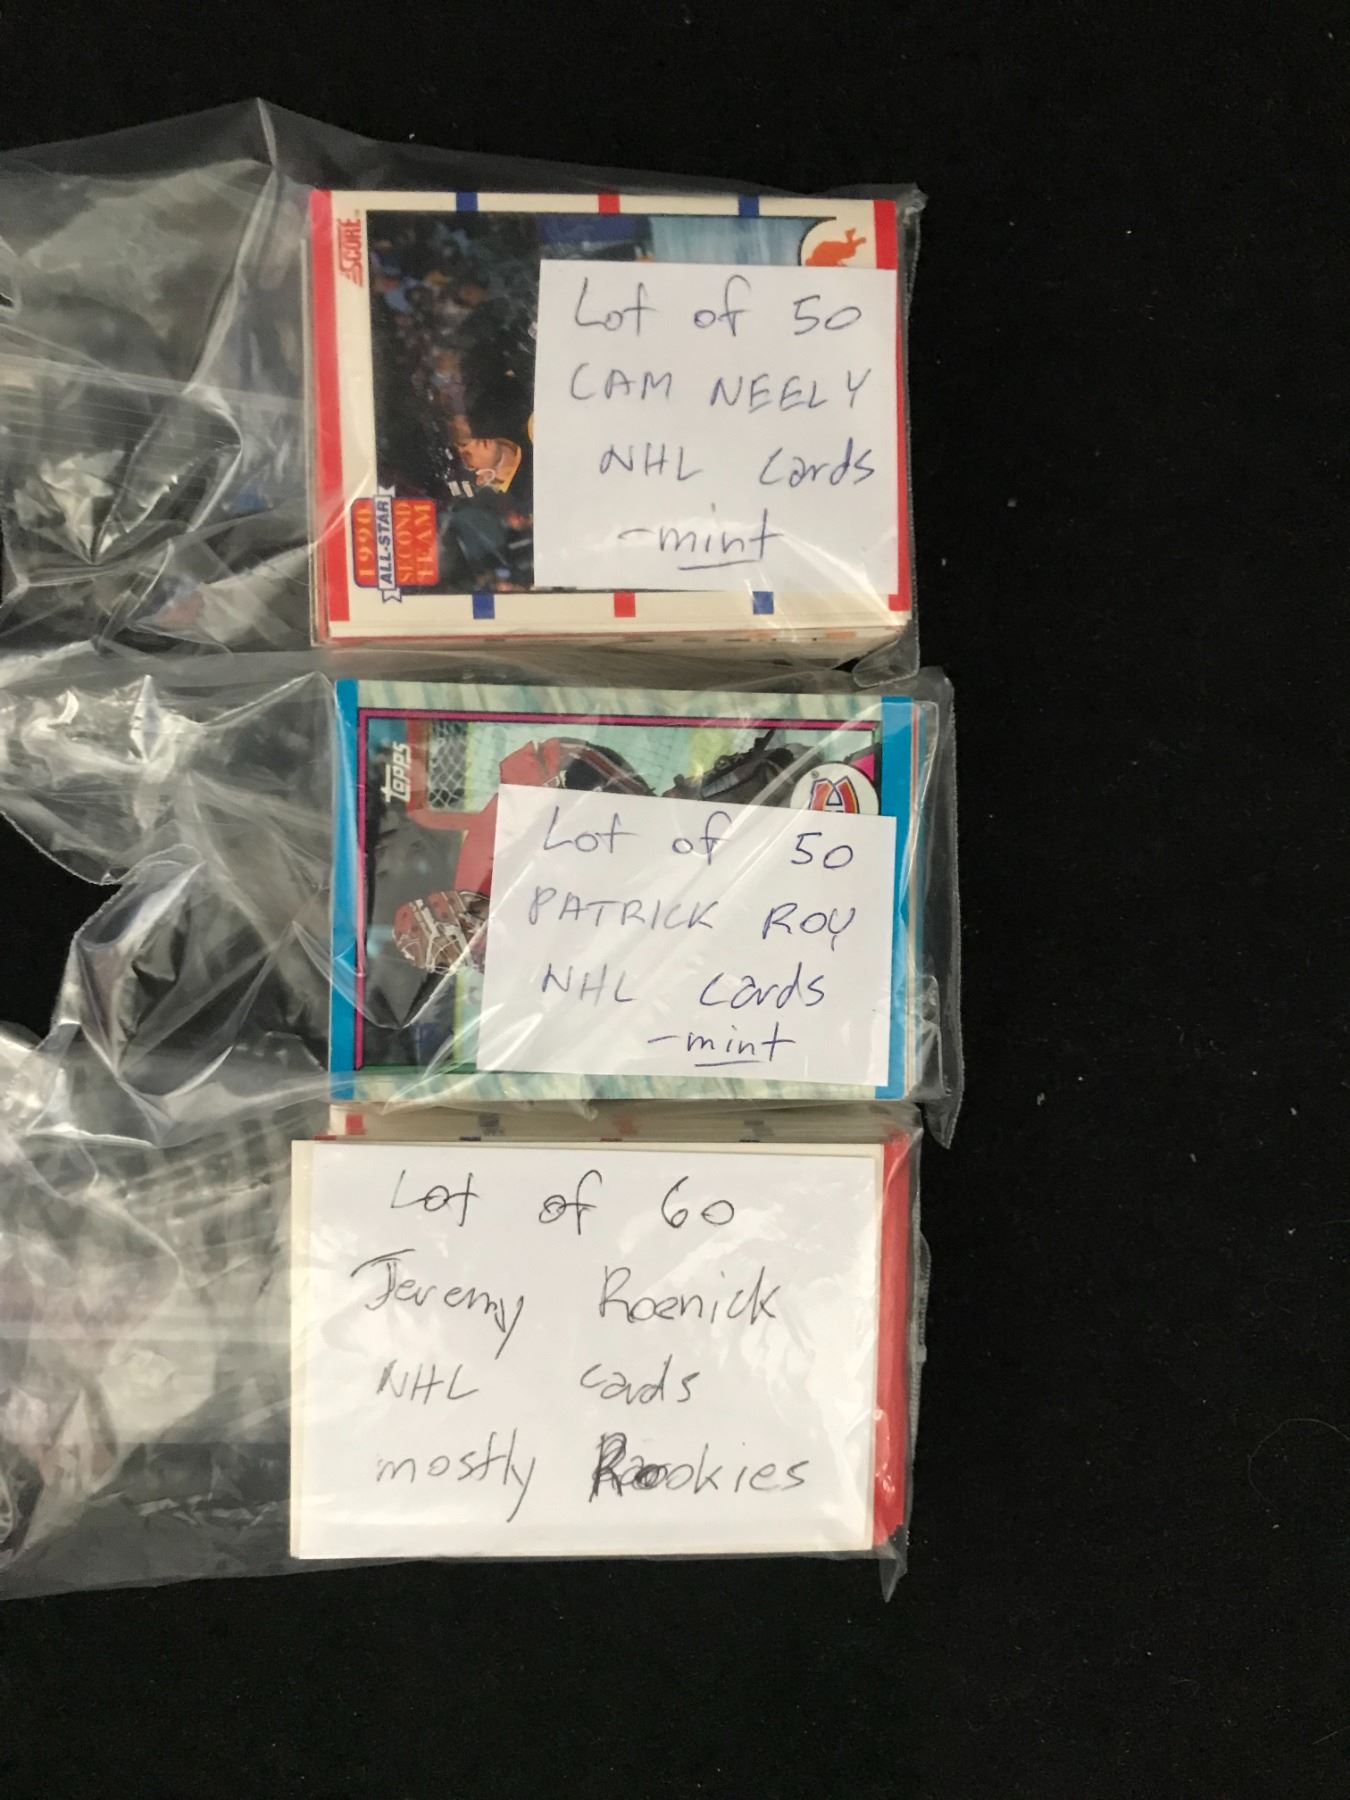 SCORE
1990
ALL-STAR
SECOND
TEAM
Lot of 50
CAM NEELY
NHL Cards
-mint
Topps
Lot of 50
PATRICK ROY
NHL Cards
-mint
Lot of 60
Jeremy Roenick
NHL Cards
mostly Rookies